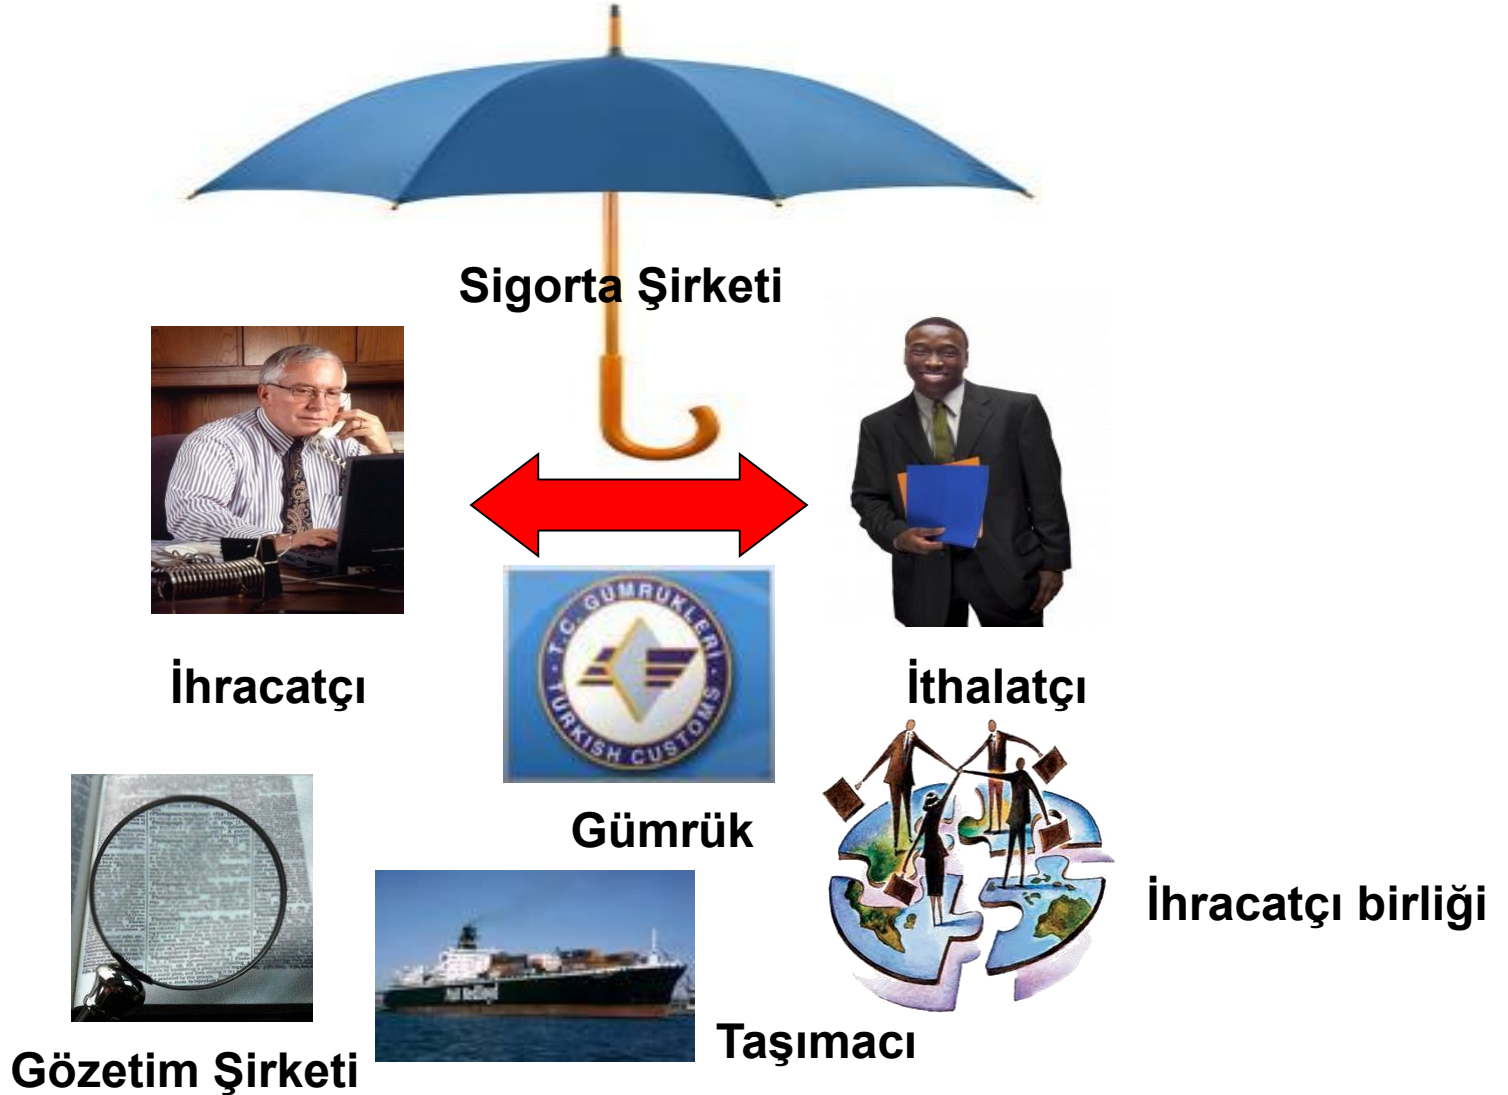 Sigorta Şirketi
T.C. GÜMRÜKLERİ
TURKISH CUSTOMS
İhracatçı
İthalatçı
Gümrük
İhracatçı birliği
Taşımacı
Gözetim Şirketi